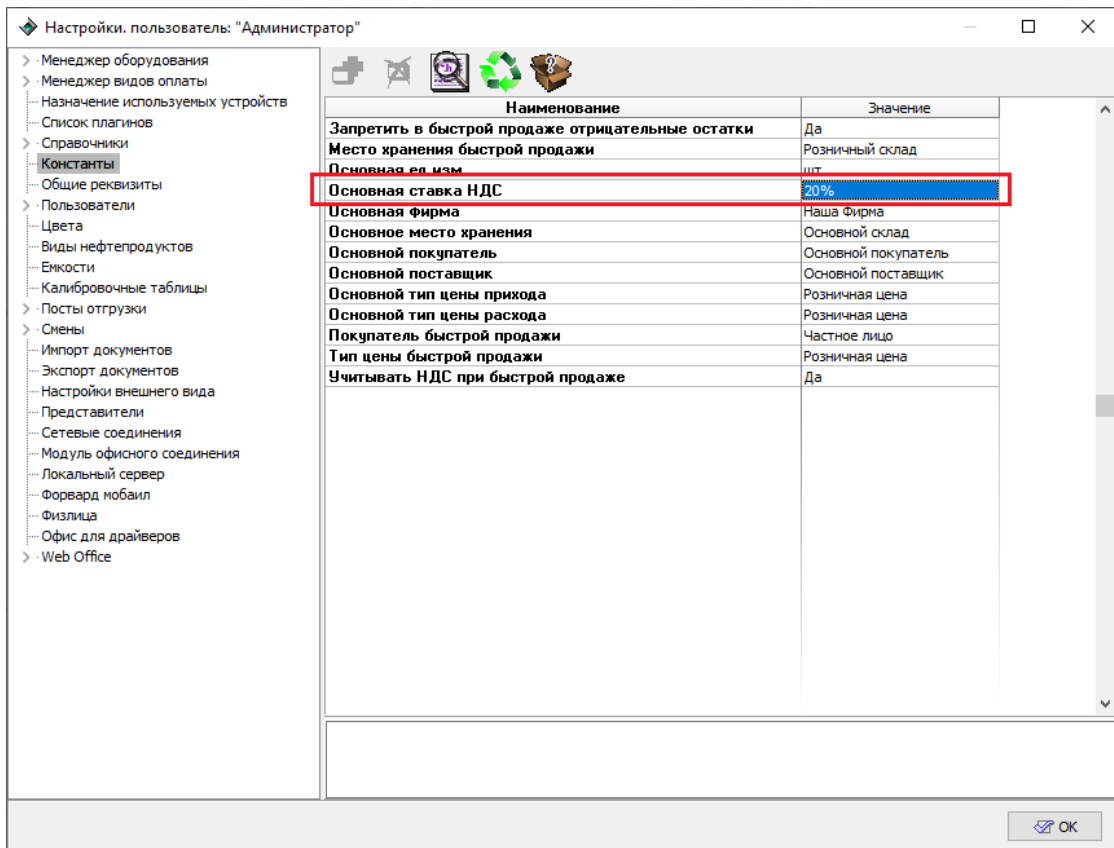 Настройки. пользователь: "Администратор"
Менеджер оборудования
Менеджер видов оплаты
Назначение используемых устройств
Список плагинов
Справочники
Константы
Общие реквизиты
Пользователи
Цвета
Виды нефтепродуктов
Емкости
Калибровочные таблицы
Посты отгрузки
Смены
Импорт документов
Экспорт документов
Настройки внешнего вида
Представители
Сетевые соединения
Модуль офисного соединения
Локальный сервер
Форвард мобаил
Физлица
Офис для драйверов
Web Office
Наименование Значение
Запретить в быстрой продаже отрицательные остатки Да
Место хранения быстрой продажи Розничный склад
Основная ед изм шт
Основная ставка НДС 20%
Основная фирма Наша Фирма
Основное место хранения Основной склад
Основной покупатель Основной покупатель
Основной поставщик Основной поставщик
Основной тип цены прихода Розничная цена
Основной тип цены расхода Розничная цена
Покупатель быстрой продажи Частное лицо
Тип цены быстрой продажи Розничная цена
Учитывать НДС при быстрой продаже Да
OK